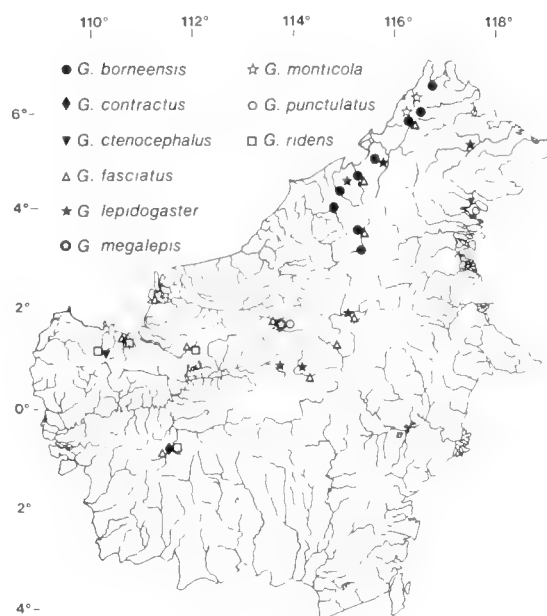 110° 112° 114° 116° 118°
G. borneensis
G. contractus
G. ctenocephalus
G. fasciatus
G. lepidogaster
G. megalepis
G. monticola
G. punctulatus
G. ridens
6°
4°
2°
0°
2°
4°